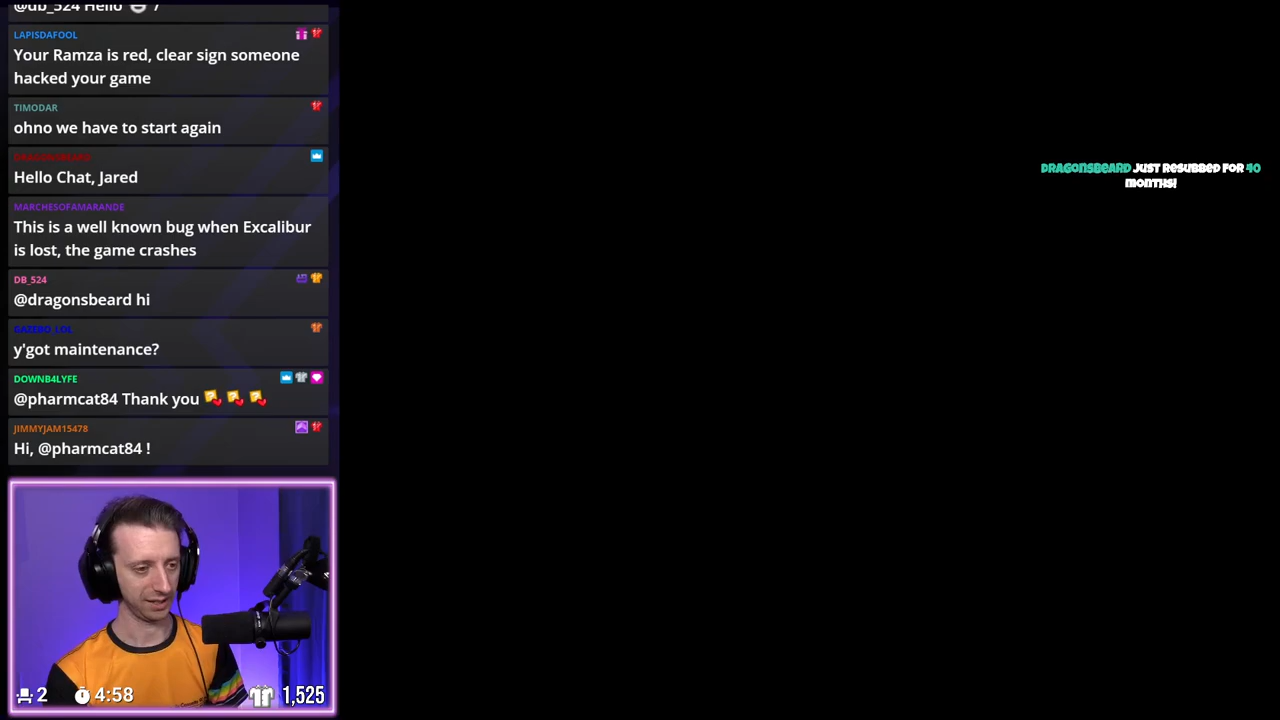 @db_524 Hello 7
LAPISDAFOOL
Your Ramza is red, clear sign someone
hacked your game
TIMODAR
ohno we have to start again
DRAGONSBEARD
Hello Chat, Jared
MARCHESOFAMARANDE
This is a well known bug when Excalibur
is lost, the game crashes
DB_524
@dragonsbeard hi
GAZEBO_LOL
y'got maintenance?
DOWNB4LYFE
@pharmcat84 Thank you
JIMMYJAM15478
Hi, @pharmcat84 !
2 4:58 1,525
DRAGONSBEARD JUST RESUBBED FOR 40
MONTHS!